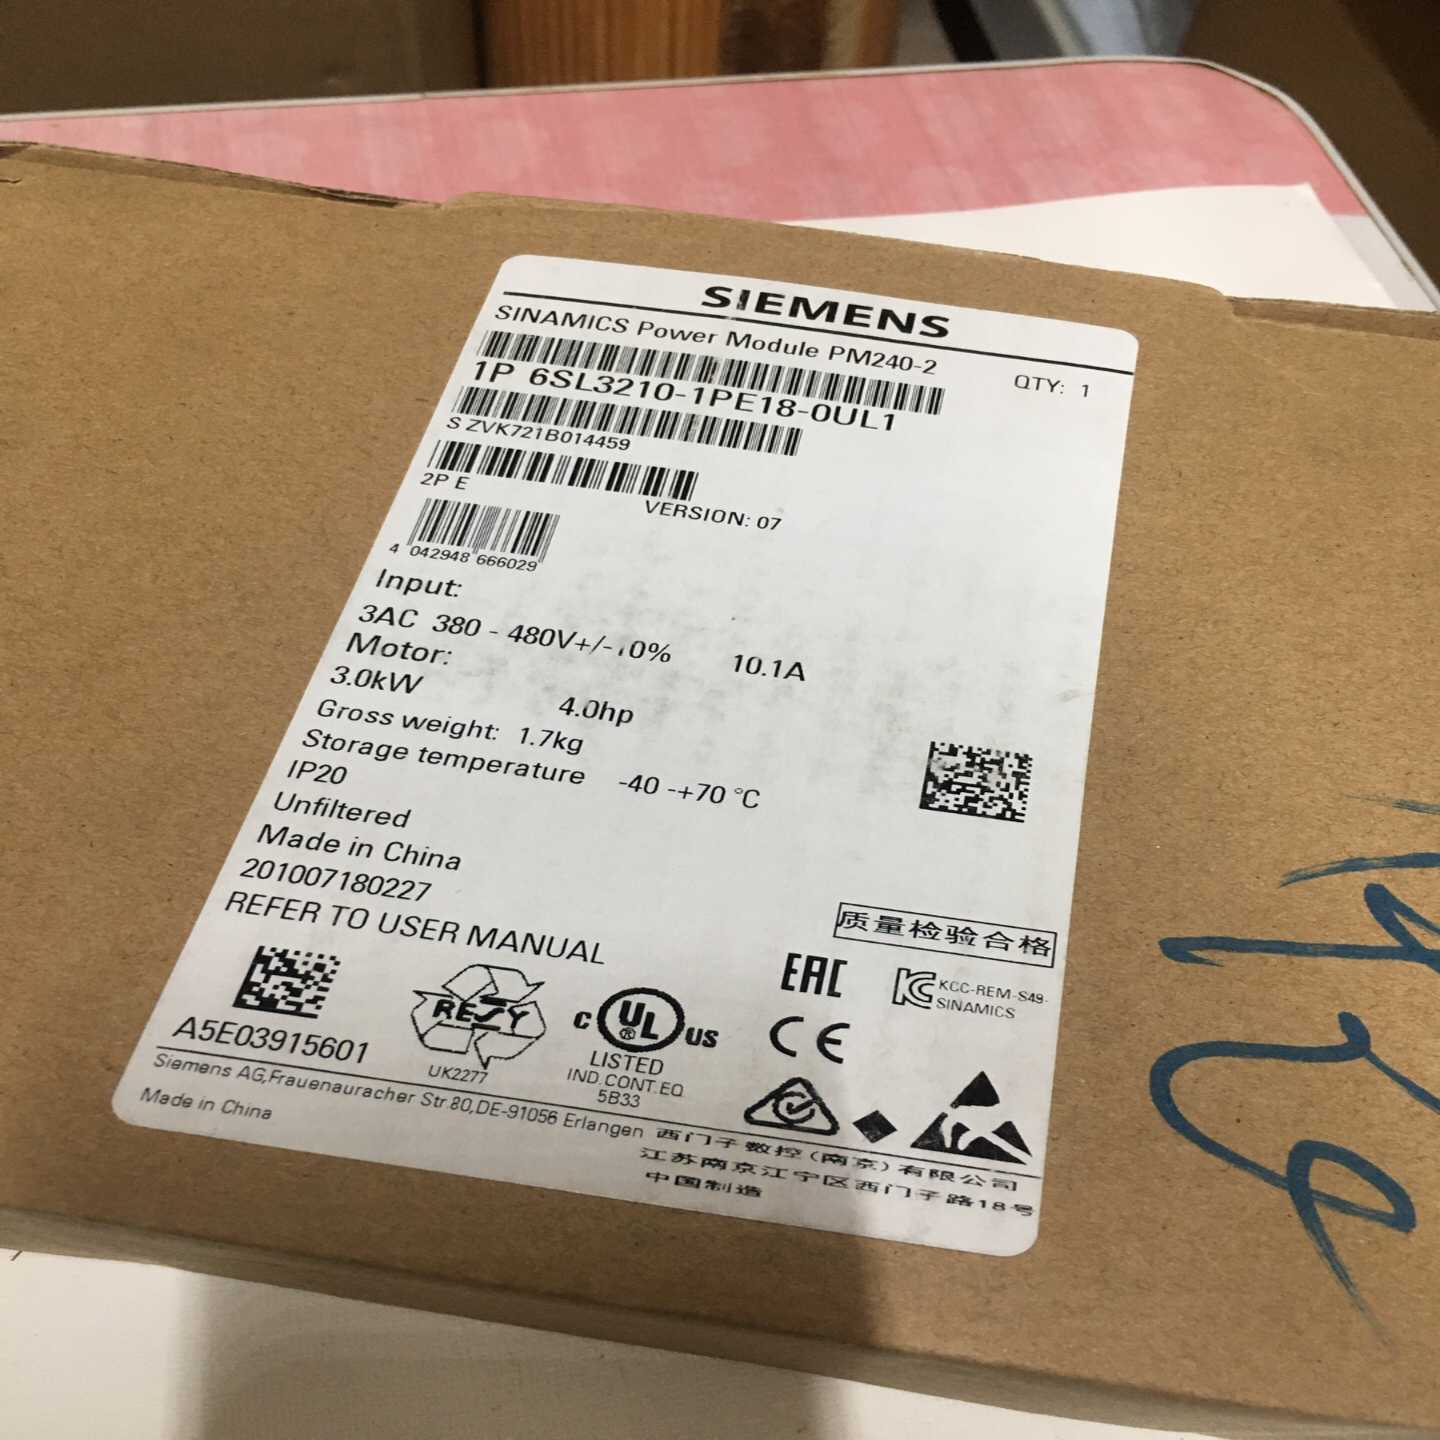 SIEMENS
SINAMICS Power Module PM240-2
QTY: 1
1P 6SL3210-1PE18-0UL1
S ZVK721B014459
2P E
VERSION: 07
4 042948 666029
Input:
3AC 380 - 480V+/-10% 10.1A
Motor:
3.0kW 4.0hp
Gross weight: 1.7kg
Storage temperature -40 -+70 °C
IP20
Unfiltered
Made in China
201007180227
REFER TO USER MANUAL
质量检验合格
EAC
KC KCC-REM-S49-
SINAMICS
RESY
UK2277
C UL ® US
LISTED
IND.CONT.EQ
5B33
CE
A5E03915601
Siemens AG,Frauenauracher Str.80,DE-91056 Erlangen
Made in China
西门子数控(南京)有限公司
江苏南京江宁区西门子路18号
中国制造